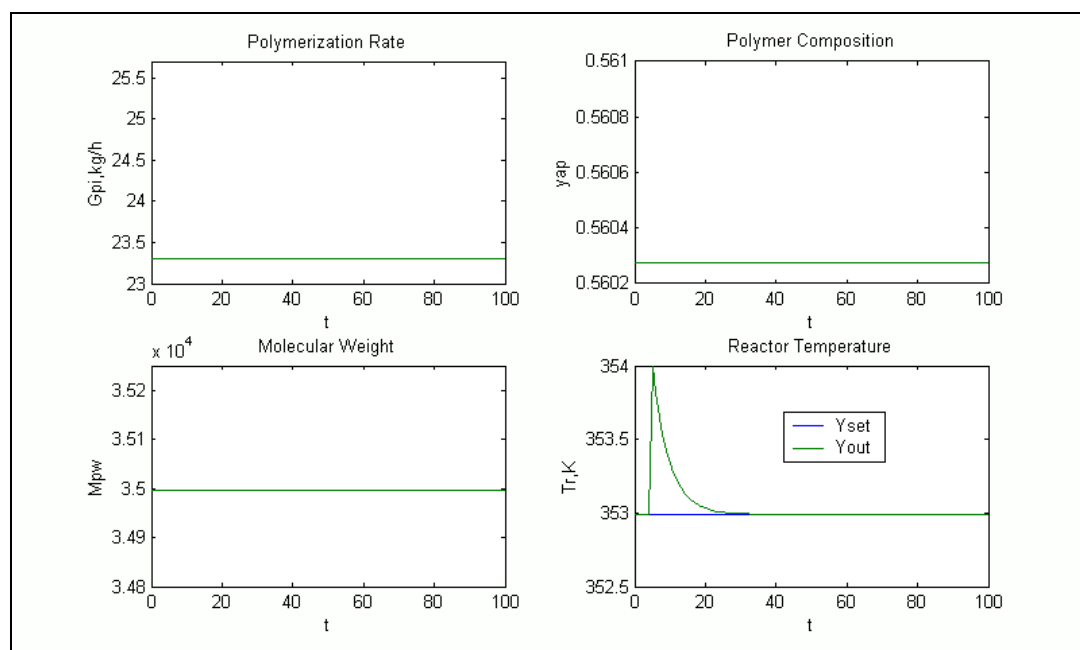 Polymerization Rate
25.5
25
24.5
24
23.5
23
0 20 40 60 80 100
Gpi,kg/h
t
Polymer Composition
0.561
0.5608
0.5606
0.5604
0.5602
0 20 40 60 80 100
yap
t
x 10^4
Molecular Weight
3.52
3.51
3.5
3.49
3.48
0 20 40 60 80 100
Mpw
t
Reactor Temperature
354
353.5
353
352.5
0 20 40 60 80 100
Tr,K
t
Yset
Yout